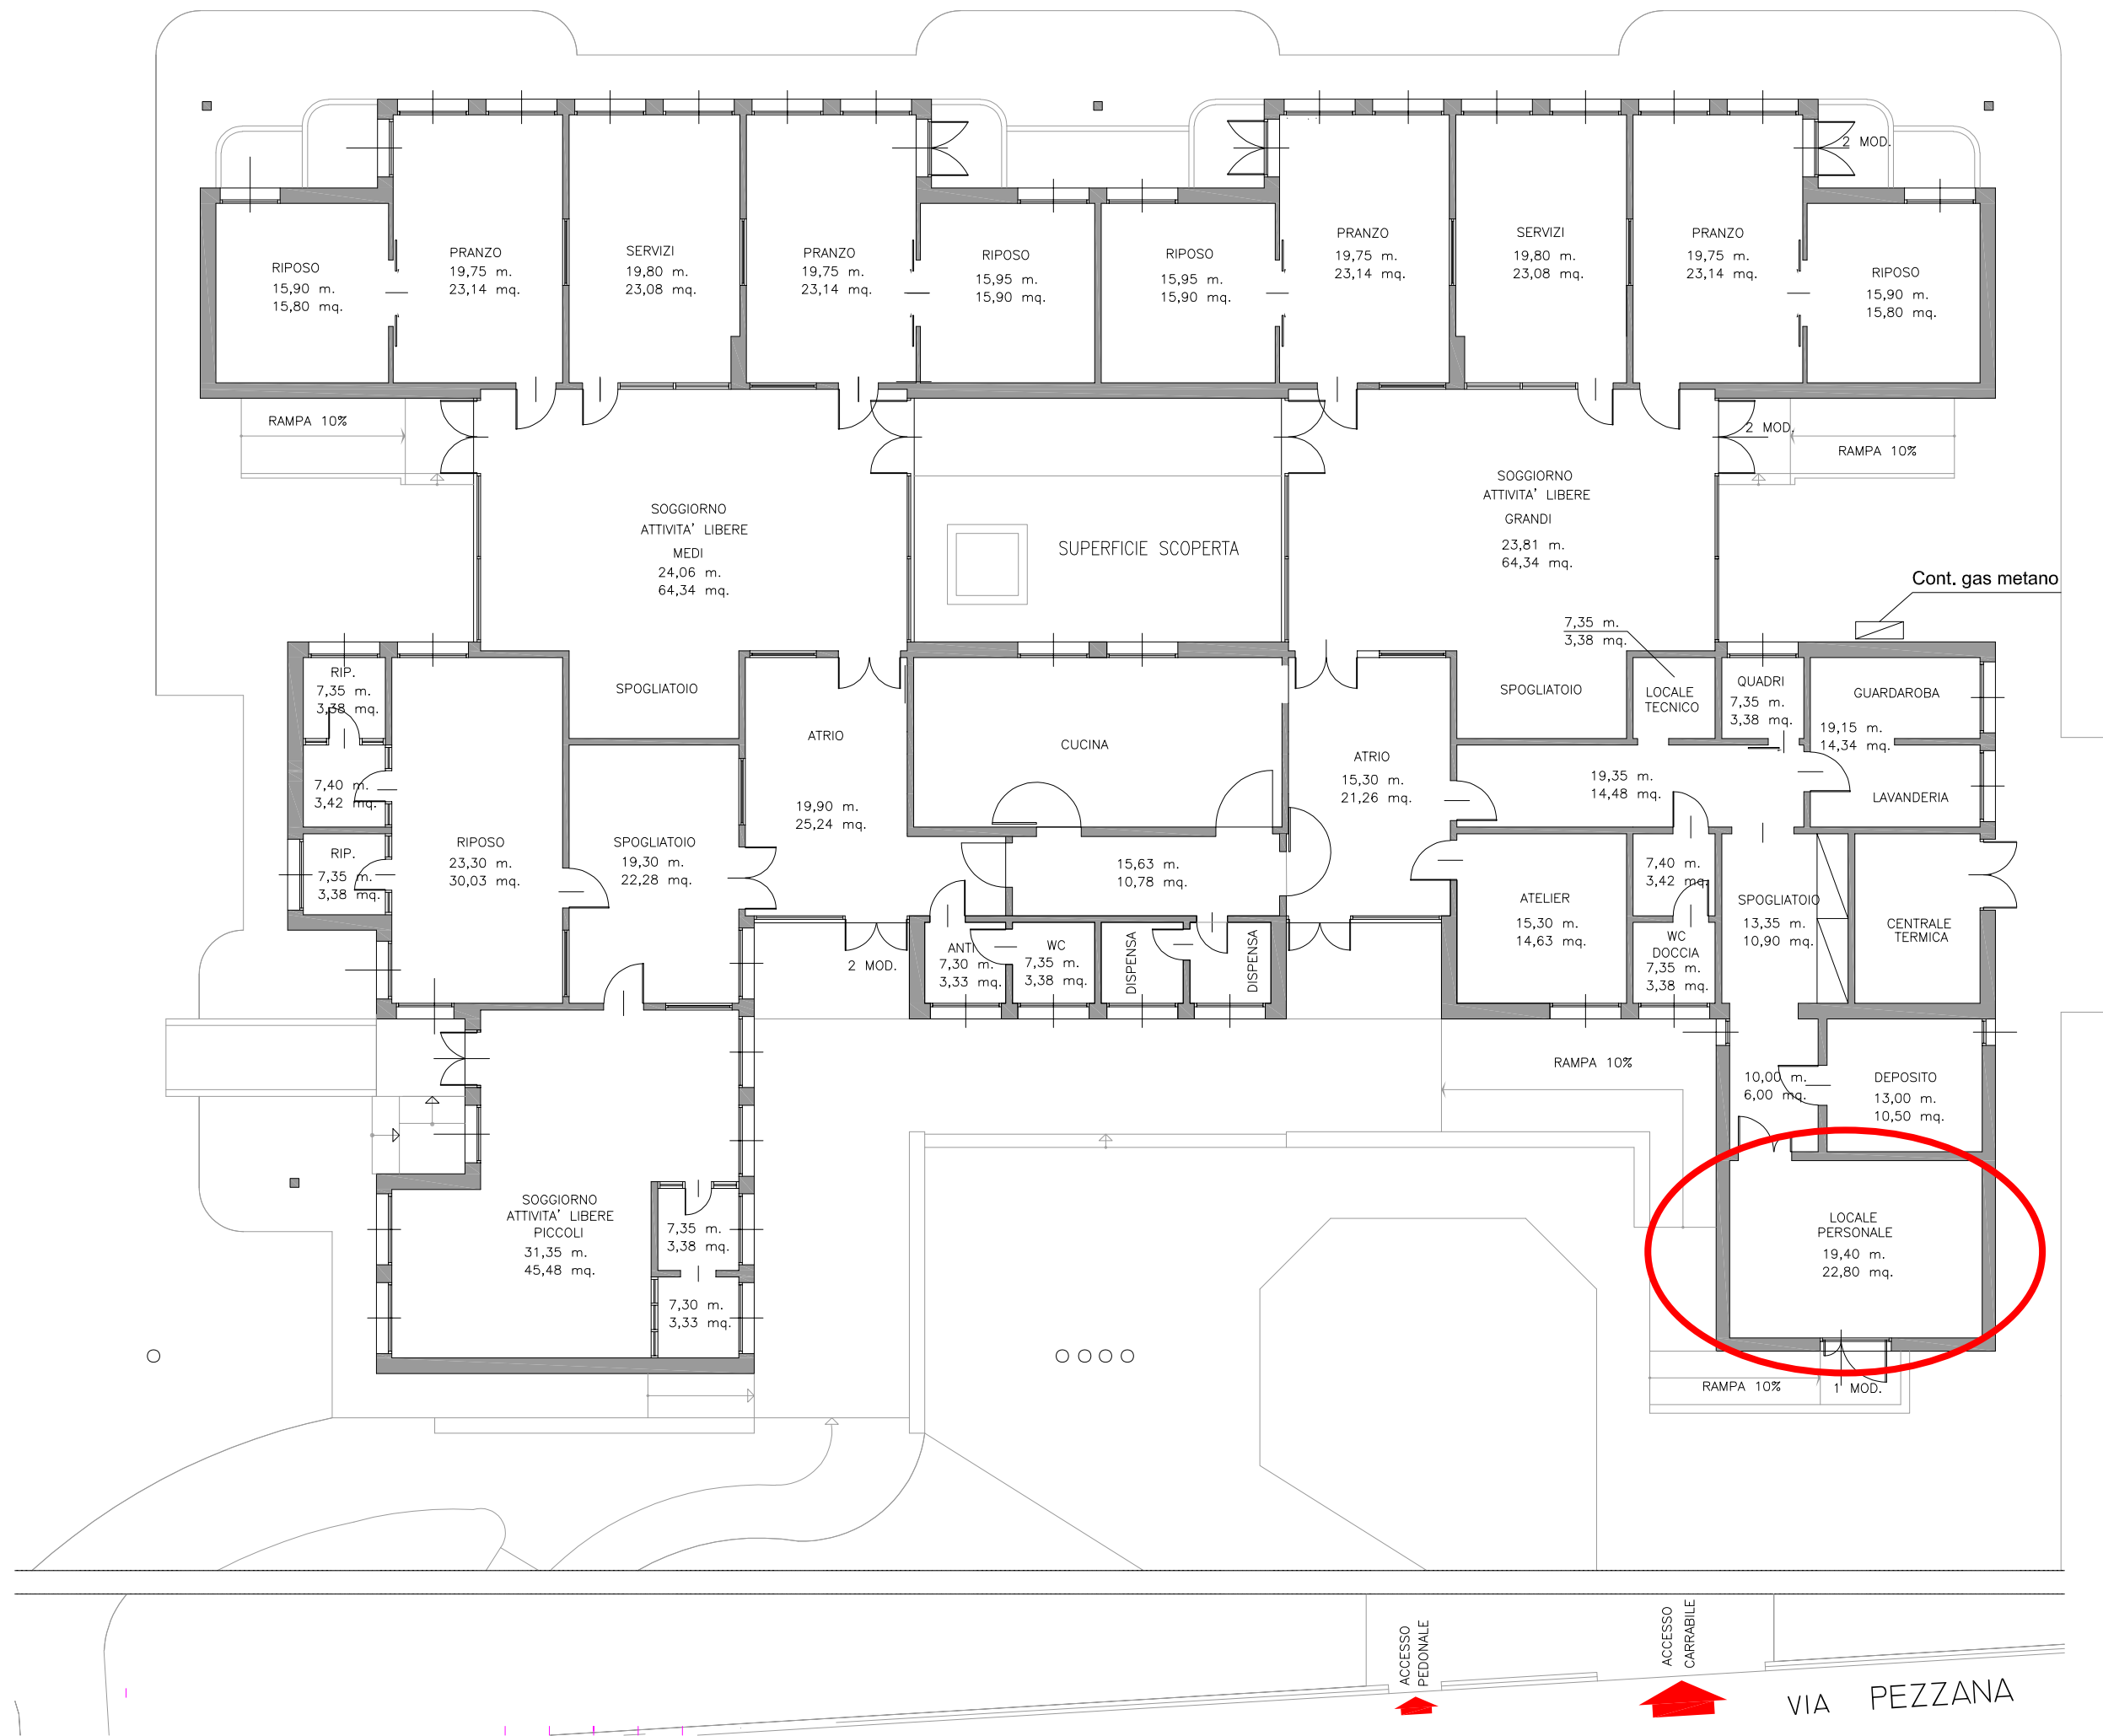 2 MOD.
RIPOSO
15,90 m.
15,80 mq.
PRANZO
19,75 m.
23,14 mq.
SERVIZI
19,80 m.
23,08 mq.
PRANZO
19,75 m.
23,14 mq.
RIPOSO
15,95 m.
15,90 mq.
RIPOSO
15,95 m.
15,90 mq.
PRANZO
19,75 m.
23,14 mq.
SERVIZI
19,80 m.
23,08 mq.
PRANZO
19,75 m.
23,14 mq.
RIPOSO
15,90 m.
15,80 mq.
RAMPA 10%
2 MOD.
RAMPA 10%
SOGGIORNO
ATTIVITA' LIBERE
MEDI
24,06 m.
64,34 mq.
SUPERFICIE SCOPERTA
SOGGIORNO
ATTIVITA' LIBERE
GRANDI
23,81 m.
64,34 mq.
Cont. gas metano
7,35 m.
3,38 mq.
RIP.
7,35 m.
3,38 mq.
SPOGLIATOIO
ATRIO
19,90 m.
25,24 mq.
CUCINA
ATRIO
15,30 m.
21,26 mq.
SPOGLIATOIO
LOCALE
TECNICO
QUADRI
7,35 m.
3,38 mq.
GUARDAROBA
19,15 m.
14,34 mq.
LAVANDERIA
19,35 m.
14,48 mq.
7,40 m.
3,42 mq.
RIP.
7,35 m.
3,38 mq.
RIPOSO
23,30 m.
30,03 mq.
SPOGLIATOIO
19,30 m.
22,28 mq.
15,63 m.
10,78 mq.
ATELIER
15,30 m.
14,63 mq.
7,40 m.
3,42 mq.
WC
DOCCIA
7,35 m.
3,38 mq.
SPOGLIATOIO
13,35 m.
10,90 mq.
CENTRALE
TERMICA
2 MOD.
ANTI
7,30 m.
3,33 mq.
WC
7,35 m.
3,38 mq.
DISPENSA
DISPENSA
RAMPA 10%
10,00 m.
6,00 mq.
DEPOSITO
13,00 m.
10,50 mq.
SOGGIORNO
ATTIVITA' LIBERE
PICCOLI
31,35 m.
45,48 mq.
7,35 m.
3,38 mq.
7,30 m.
3,33 mq.
LOCALE
PERSONALE
19,40 m.
22,80 mq.
RAMPA 10%
1 MOD.
ACCESSO
PEDONALE
ACCESSO
CARRABILE
VIA PEZZANA